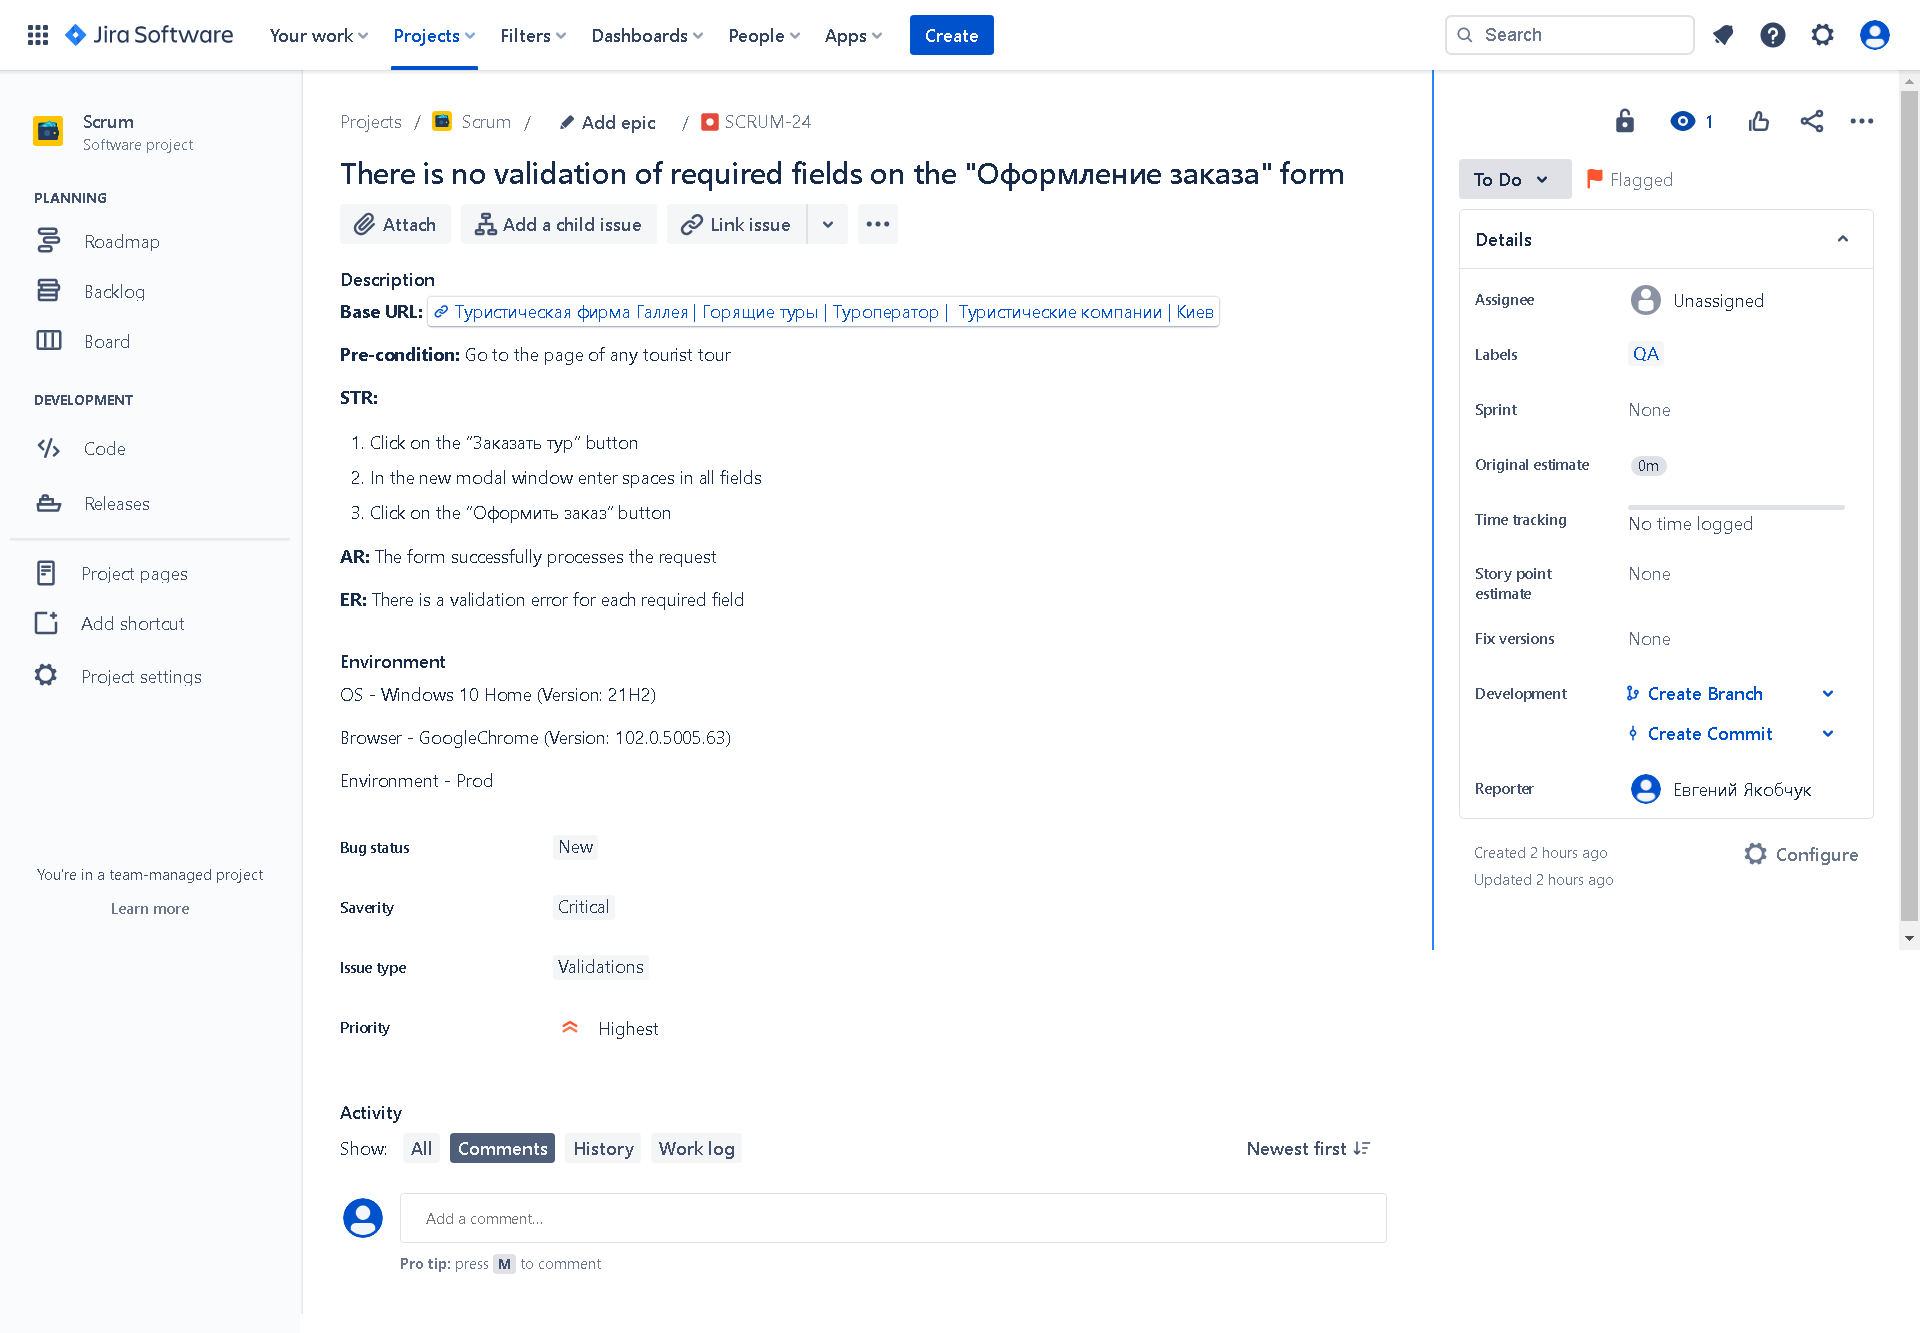 Jira Software
Your work
Projects
Filters
Dashboards
People
Apps
Create
Search
Scrum
Software project
PLANNING
Roadmap
Backlog
Board
DEVELOPMENT
Code
Releases
Project pages
Add shortcut
Project settings
You're in a team-managed project
Learn more
Projects / Scrum / Add epic / SCRUM-24
There is no validation of required fields on the "Оформление заказа" form
Attach
Add a child issue
Link issue
Description
Base URL: Туристическая фирма Галлея | Горящие туры | Туроператор | Туристические компании | Киев
Pre-condition: Go to the page of any tourist tour
STR:
1. Click on the “Заказать тур” button
2. In the new modal window enter spaces in all fields
3. Click on the “Оформить заказ” button
AR: The form successfully processes the request
ER: There is a validation error for each required field
Environment
OS - Windows 10 Home (Version: 21H2)
Browser - GoogleChrome (Version: 102.0.5005.63)
Environment - Prod
Bug status New
Saverity Critical
Issue type Validations
Priority Highest
Activity
Show: All Comments History Work log
Newest first
Add a comment...
Pro tip: press M to comment
1
To Do
Flagged
Details
Assignee Unassigned
Labels QA
Sprint None
Original estimate 0m
Time tracking No time logged
Story point estimate None
Fix versions None
Development Create Branch
Create Commit
Reporter Евгений Якобчук
Created 2 hours ago
Updated 2 hours ago
Configure